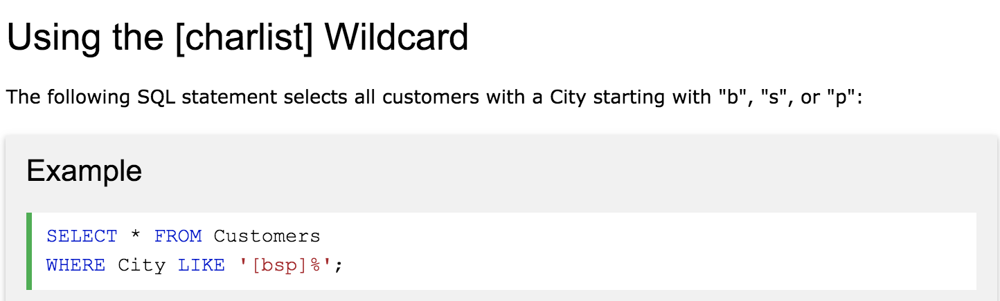 Using the [charlist] Wildcard
The following SQL statement selects all customers with a City starting with "b", "s", or "p":
Example
SELECT * FROM Customers
WHERE City LIKE '[bsp]%';